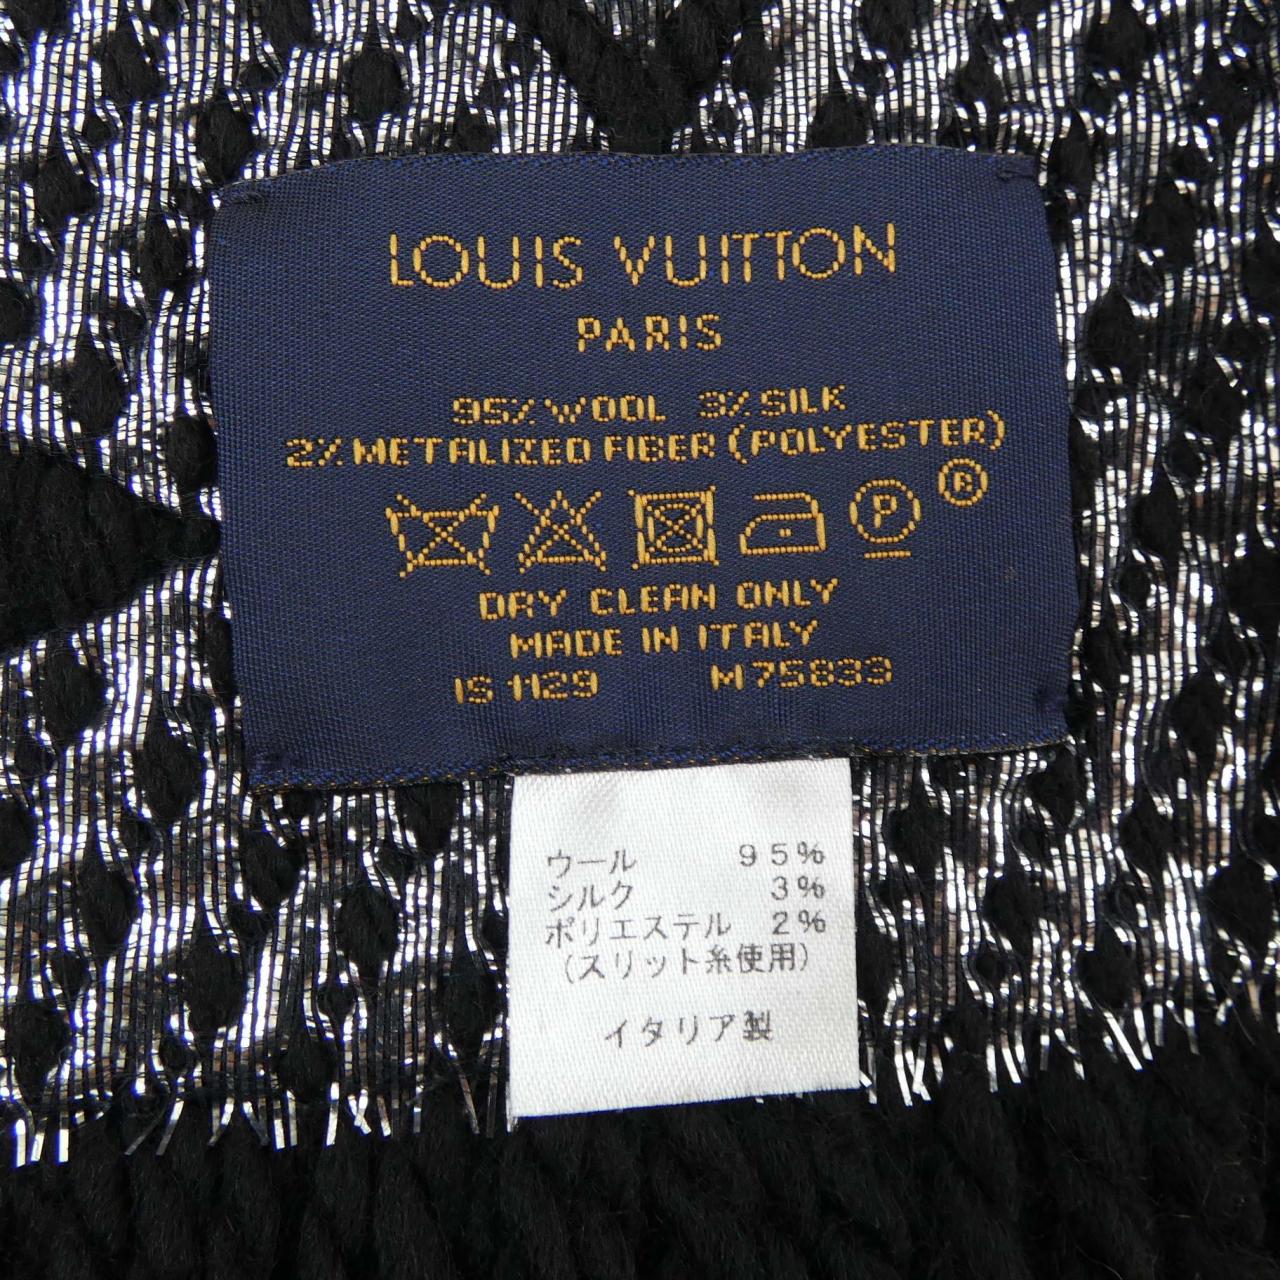 LOUIS VUITTON
PARIS
95% WOOL 3% SILK
2% METALIZED FIBER (POLYESTER)
P ®
DRY CLEAN ONLY
MADE IN ITALY
IS 1129 M75833
ウール 95%
シルク 3%
ポリエステル 2%
(スリット糸使用)
イタリア製